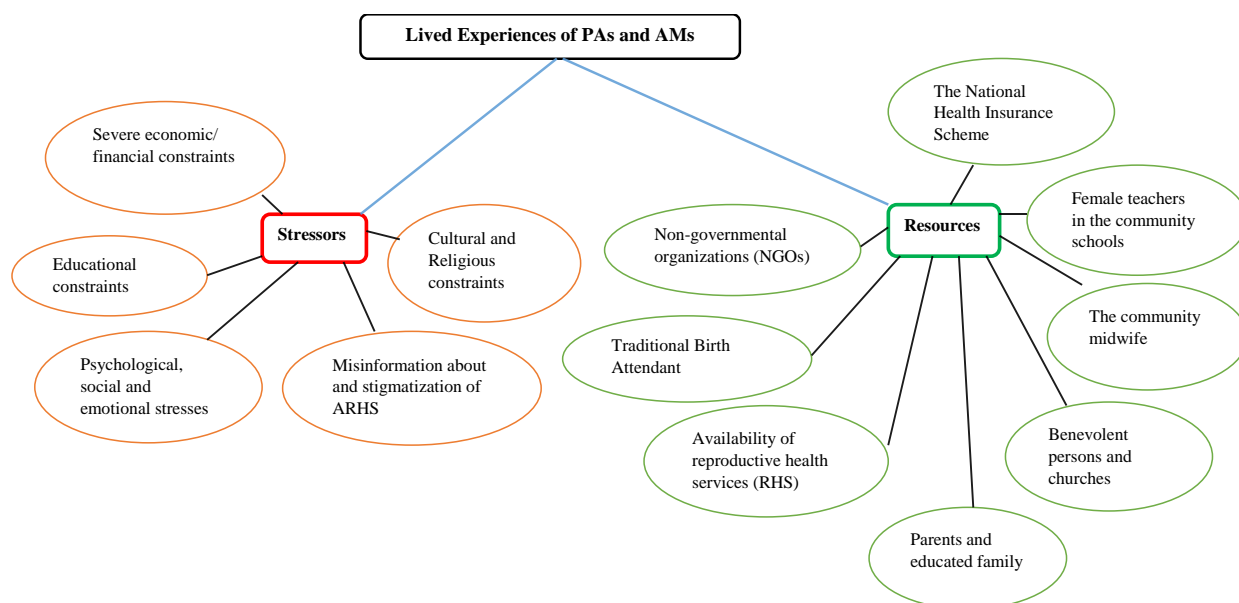 Lived Experiences of PAs and AMs
Severe economic/
financial constraints
Stressors
Cultural and
Religious
constraints
Educational
constraints
Psychological,
social and
emotional stresses
Misinformation about
and stigmatization of
ARHS
The National
Health Insurance
Scheme
Resources
Female teachers
in the community
schools
Non-governmental
organizations (NGOs)
The community
midwife
Traditional Birth
Attendant
Availability of
reproductive health
services (RHS)
Benevolent
persons and
churches
Parents and
educated family